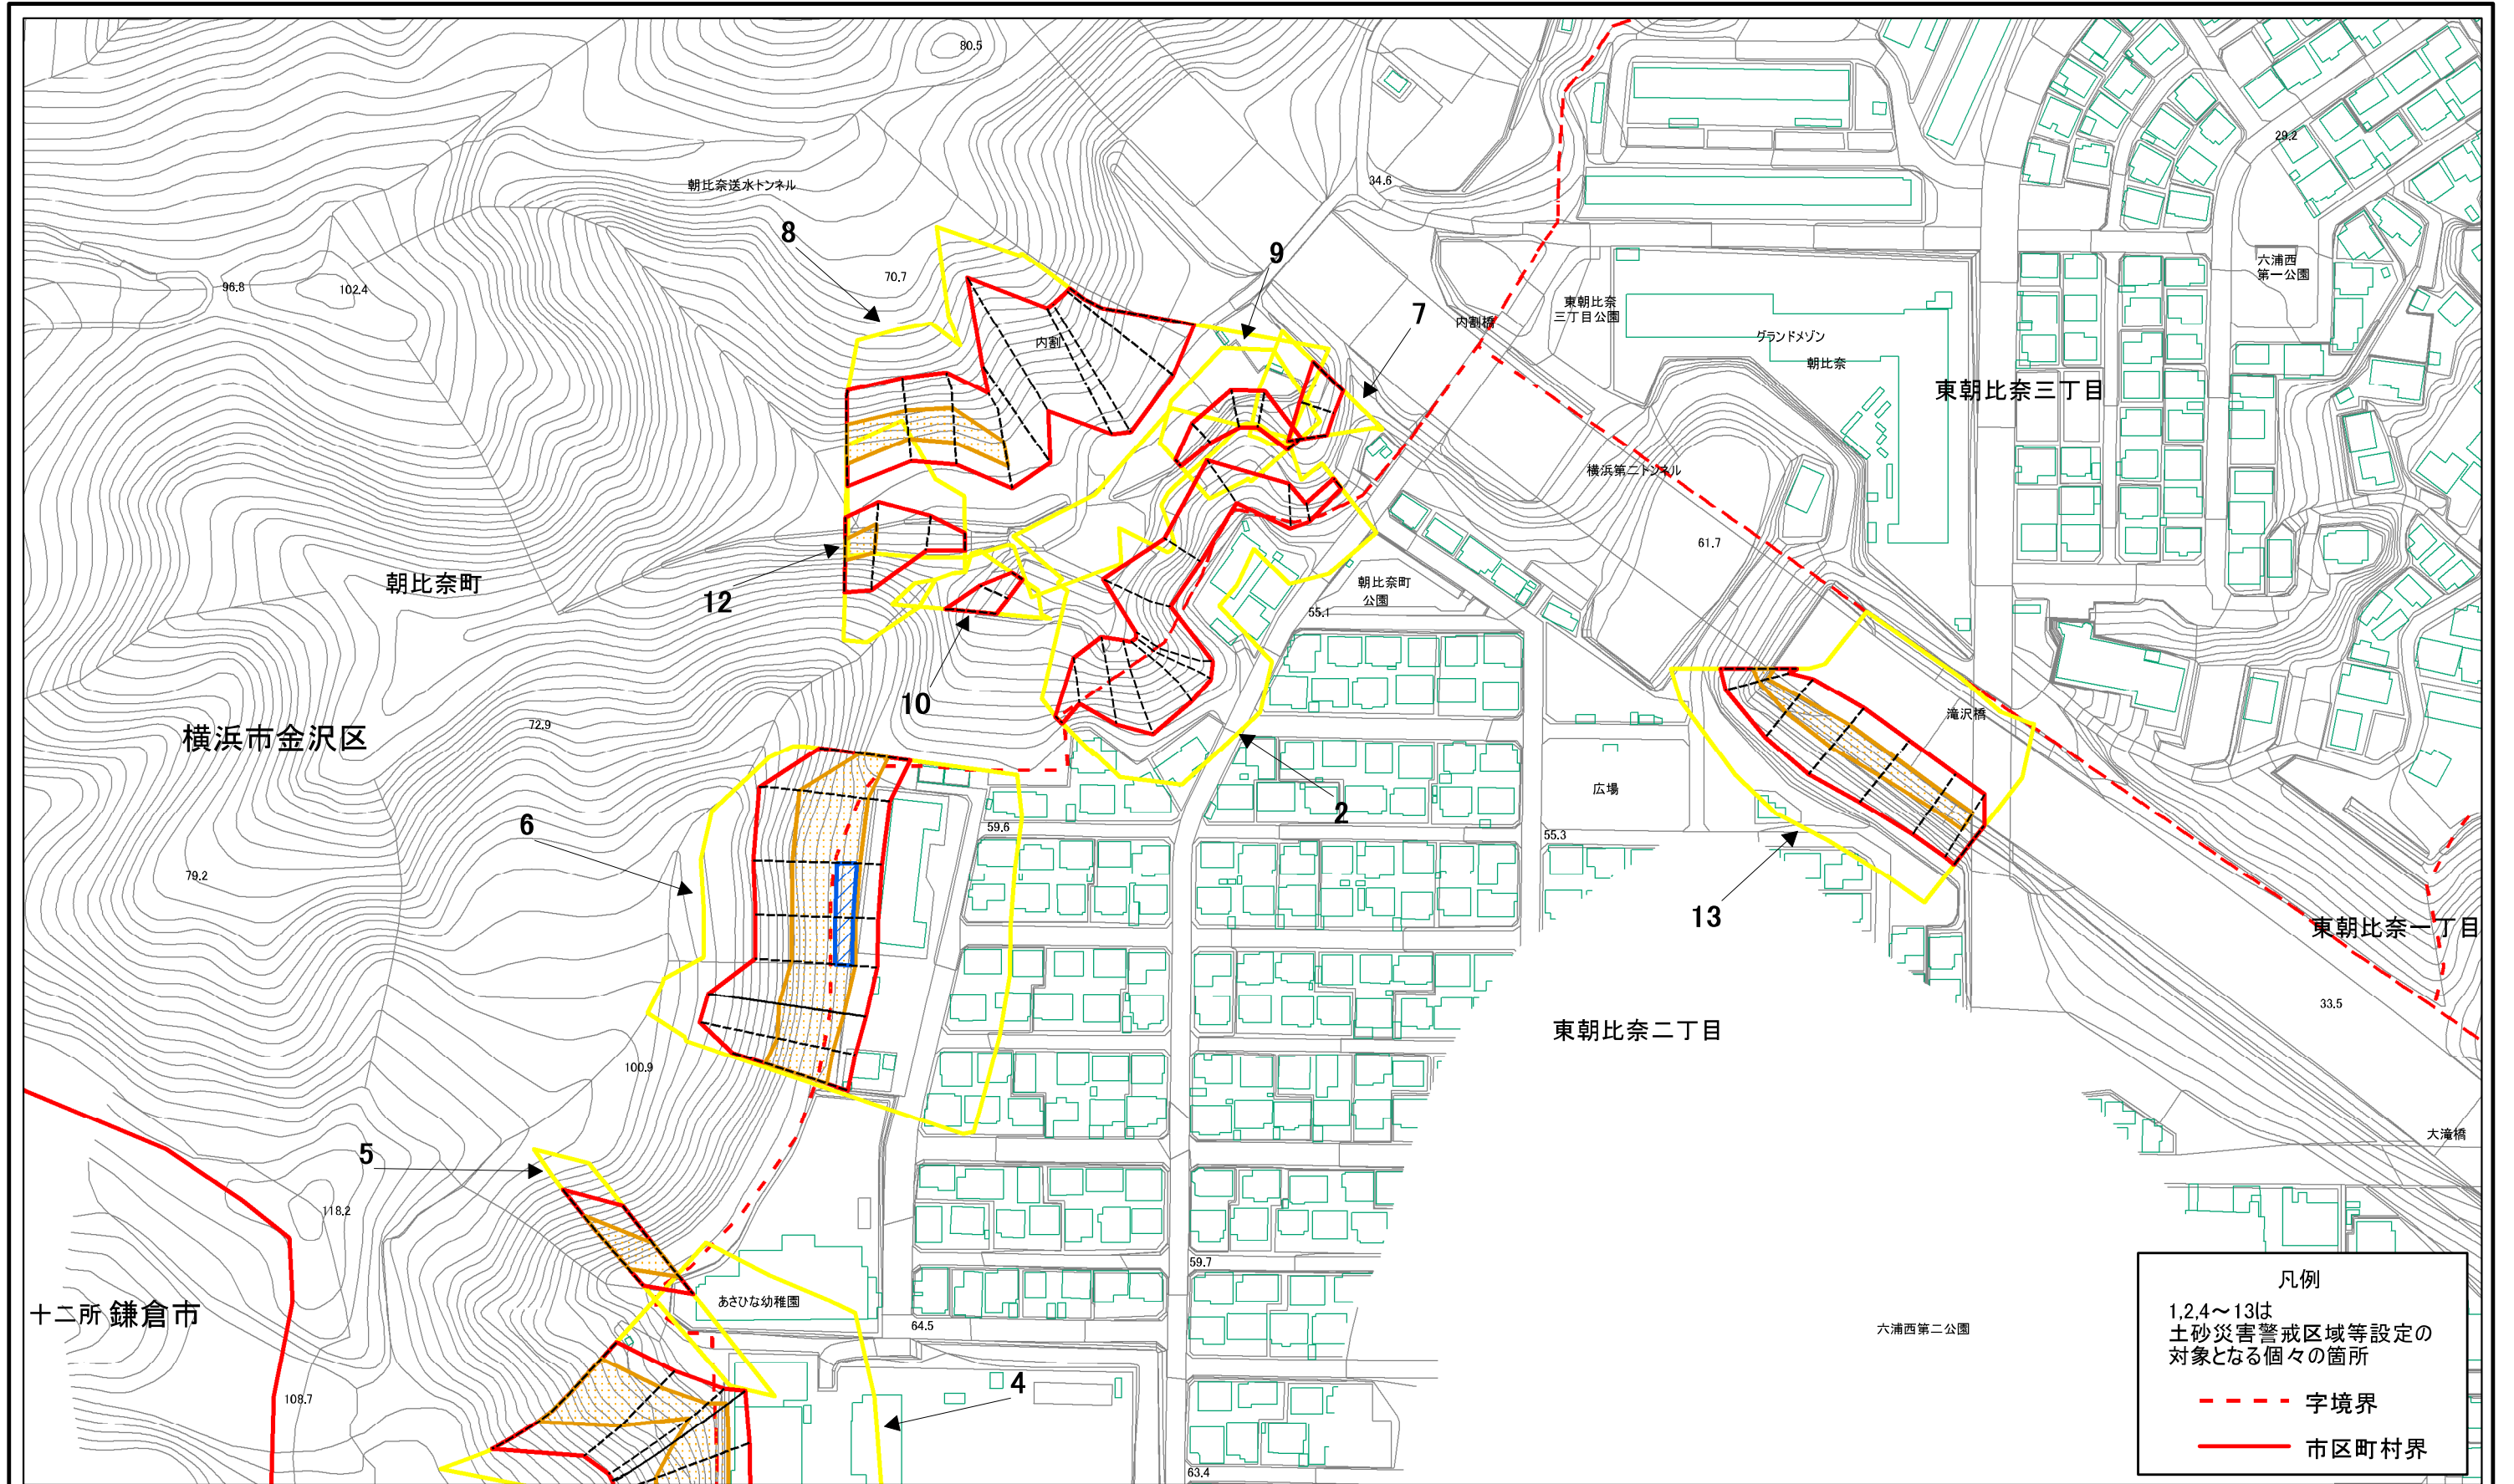 80.5
29.2
朝比奈送水トンネル
34.6
8
9
六浦西
第一公園
70.7
96.8
102.4
東朝比奈
三丁目公園
7
内割橋
内割
グランドメゾン
朝比奈
東朝比奈三丁目
横浜第二トンネル
61.7
朝比奈町
12
朝比奈町
公園
55.1
10
72.9
横浜市金沢区
滝沢橋
広場
2
6
59.6
55.3
79.2
13
東朝比奈一丁目
33.5
東朝比奈二丁目
100.9
大滝橋
5
118.2
59.7
あさひな幼稚園
十二所 鎌倉市
64.5
六浦西第二公園
4
108.7
63.4
凡例
1,2,4～13は
土砂災害警戒区域等設定の
対象となる個々の箇所
字境界
市区町村界